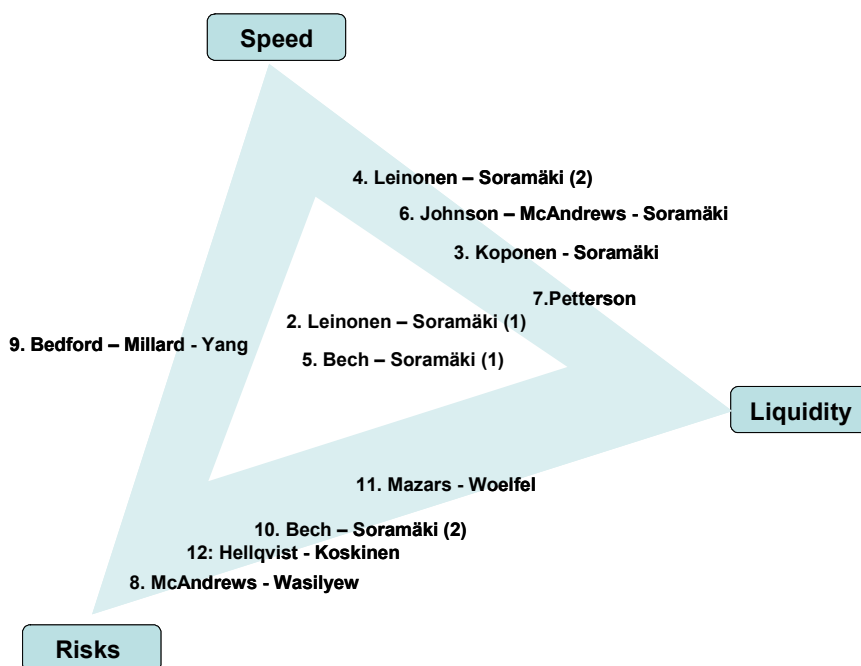 Speed
4. Leinonen – Soramäki (2)
6. Johnson – McAndrews - Soramäki
3. Koponen - Soramäki
7.Petterson
2. Leinonen – Soramäki (1)
9. Bedford – Millard - Yang
5. Bech – Soramäki (1)
Liquidity
11. Mazars - Woelfel
10. Bech – Soramäki (2)
12: Hellqvist - Koskinen
8. McAndrews - Wasilyew
Risks